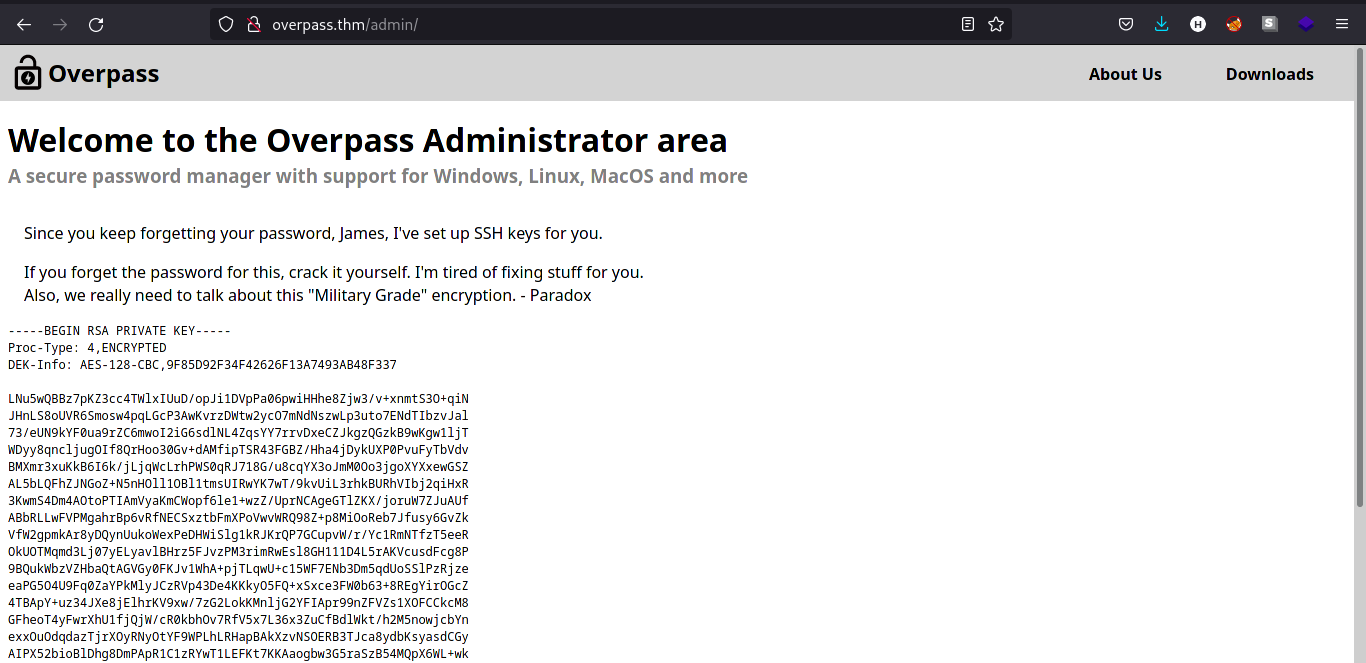 overpass.thm/admin/
Overpass
About Us
Downloads
Welcome to the Overpass Administrator area
A secure password manager with support for Windows, Linux, MacOS and more
Since you keep forgetting your password, James, I've set up SSH keys for you.
If you forget the password for this, crack it yourself. I'm tired of fixing stuff for you.
Also, we really need to talk about this "Military Grade" encryption. - Paradox
-----BEGIN RSA PRIVATE KEY-----
Proc-Type: 4,ENCRYPTED
DEK-Info: AES-128-CBC,9F85D92F34F42626F13A7493AB48F337
LNu5wQBBz7pKZ3cc4TWlxIUuD/opJi1DVpPa06pwiHHhe8Zjw3/v+xnmtS3O+qiN
JHnLS8oUVR6Smosw4pqLGcP3AwKvrzDWtw2ycO7mNdNszwLp3uto7ENdTIbzvJal
73/eUN9kYF0ua9rZC6mwoI2iG6sdlNL4ZqsYY7rrvDxeCZJkgzQGzkB9wKgw1ljT
WDyy8qncljugOIf8QrHoo30Gv+dAMfipTSR43FGBZ/Hha4jDykUXP0PvuFyTbVdv
BMXmr3xuKkB6I6k/jLjqWcLrhPWS0qRJ718G/u8cqYX3oJmM0Oo3jgoXYXxewGSZ
AL5bLQFhZJNGoZ+N5nHOll1OBl1tmsUIRwYK7wT/9kvUiL3rhkBURhVIbj2qiHxR
3KwmS4Dm4AOtoPTIAmVyaKmCWopf6le1+wzZ/UprNCAgeGTlZKX/joruW7ZJuAUf
ABbRLLwFVPMgahrBp6vRfNECSxztbFmXPoVwvWRQ98Z+p8MiOoReb7Jfusy6GvZk
VfW2gpmkAr8yDQynUukoWexPeDHWiSlg1kRJKrQP7GCupvW/r/Yc1RmNTfzT5eeR
OkUOTMqmd3Lj07yELyavlBHrz5FJvzPM3rimRwEsl8GH111D4L5rAKVcusdFcg8P
9BQukWbzVZHbaQtAGVGy0FKJv1WhA+pjTLqwU+c15WF7ENb3Dm5qdUoSSlPzRjze
eaPG5O4U9Fq0ZaYPkMlyJCzRVp43De4KKkyO5FQ+xSxce3FW0b63+8REgYirOGcZ
4TBApY+uz34JXe8jElhrKV9xw/7zG2LokKMnljG2YFIApr99nZFVZs1XOFCCkcM8
GFheoT4yFwrXhU1fjQjW/cR0kbhOv7RfV5x7L36x3ZuCfBdlWkt/h2M5nowjcbYn
exxOuOdqdazTjrXOyRNyOtYF9WPLhLRHapBAkXzvNSOERB3TJca8ydbKsyasdCGy
AIPX52bioBlDhg8DmPApR1C1zRYwT1LEFKt7KKAaogbw3G5raSzB54MQpX6WL+wk